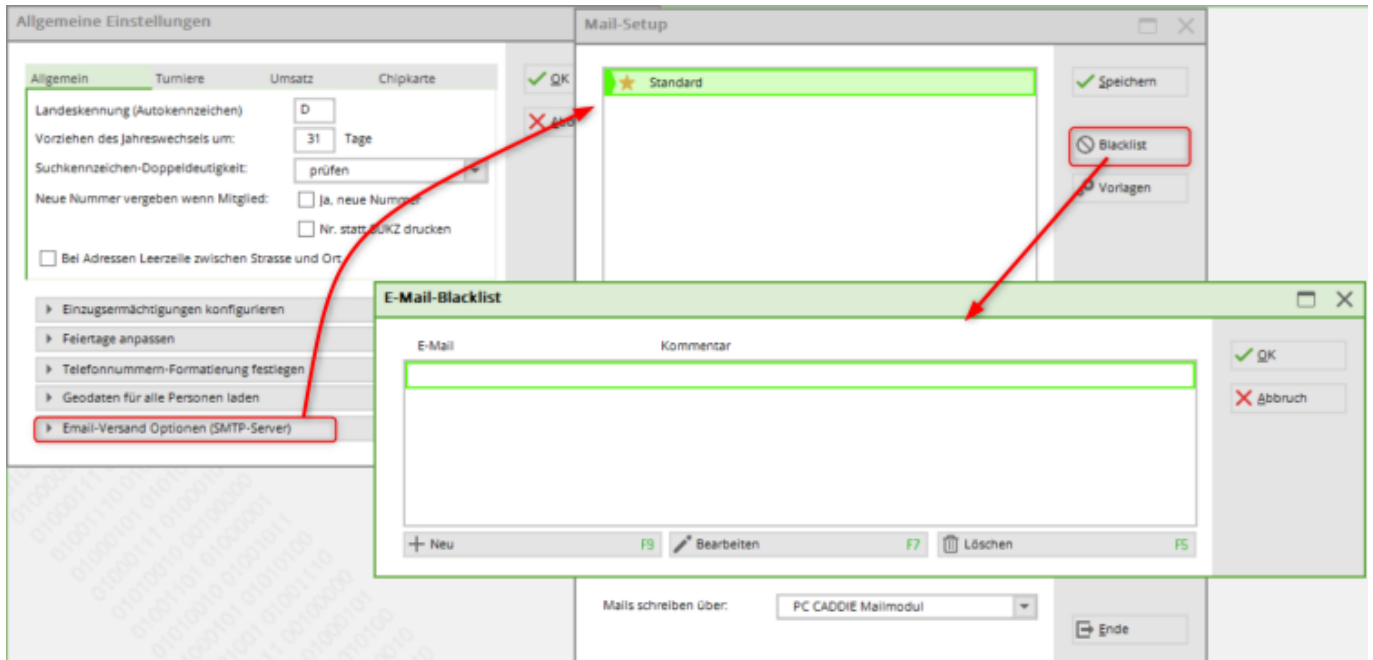 Allgemeine Einstellungen
Allgemein Turniere Umsatz Chipkarte
Landeskennung (Autokennzeichen) D
Vorziehen des Jahreswechsels um: 31 Tage
Suchkennzeichen-Doppeldeutigkeit: prüfen
Neue Nummer vergeben wenn Mitglied: Ja, neue Nummer
Nr. statt SUKZ drucken
Bei Adressen Leerzeile zwischen Strasse und Ort
Einzugsermächtigungen konfigurieren
Feiertage anpassen
Telefonnummern-Formatierung festlegen
Geodaten für alle Personen laden
Email-Versand Optionen (SMTP-Server)
OK
Mail-Setup
Standard
Speichern
Blacklist
Vorlagen
E-Mail-Blacklist
E-Mail Kommentar
OK
Abbruch
Neu F9 Bearbeiten F7 Löschen F5
Mails schreiben über: PC CADDIE Mailmodul
Ende